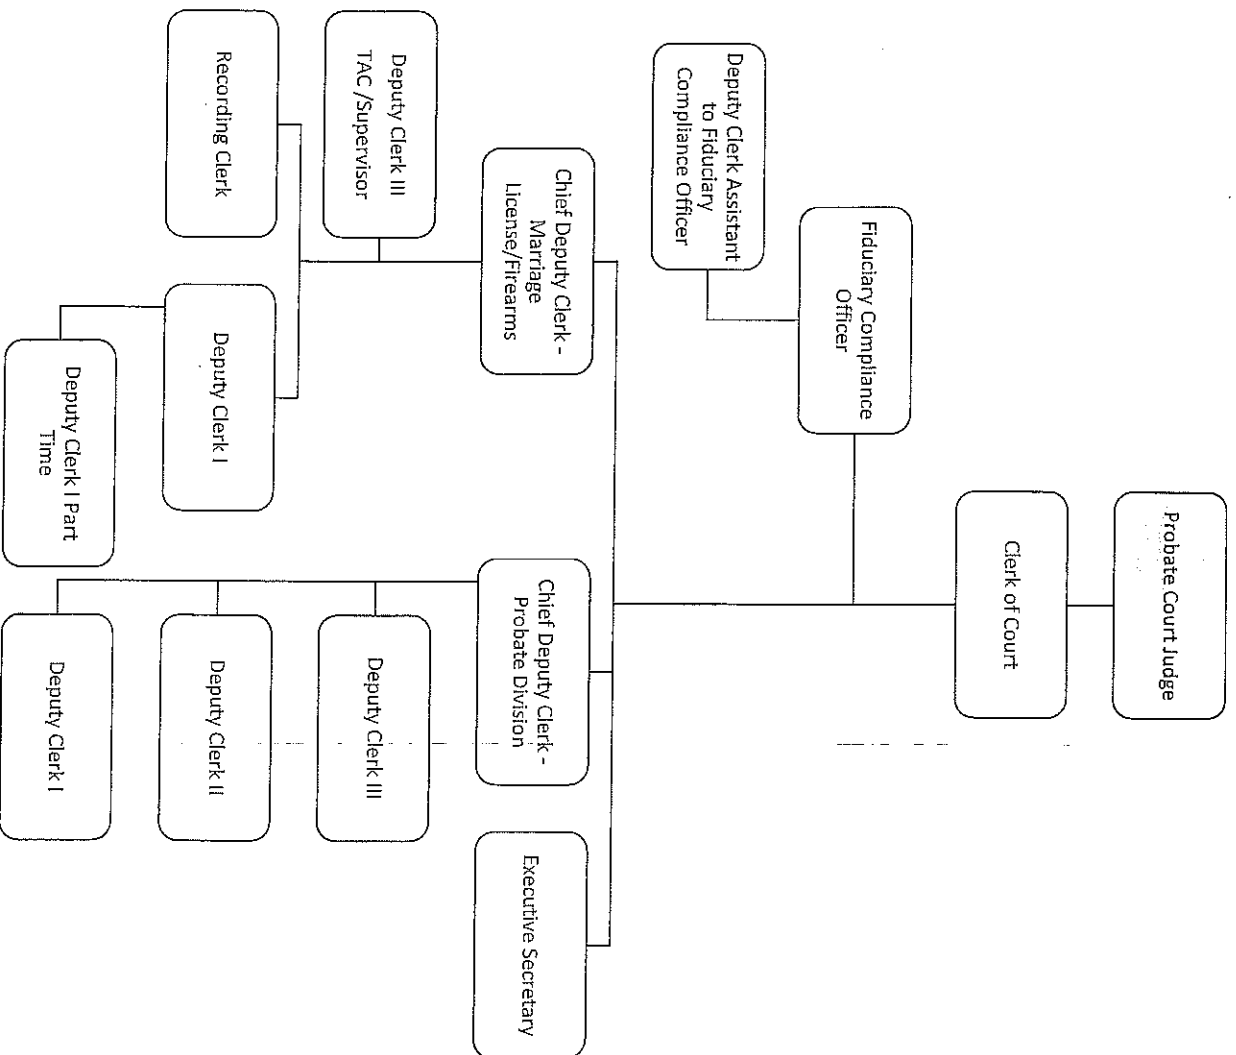 Probate Court Judge
Clerk of Court
Fiduciary Compliance
Officer
Deputy Clerk Assistant
to Fiduciary
Compliance Officer
Chief Deputy Clerk -
Marriage
License/Firearms
Chief Deputy Clerk -
Probate Division
Executive Secretary
Deputy Clerk III
TAC /Supervisor
Deputy Clerk III
Recording Clerk
Deputy Clerk I
Deputy Clerk II
Deputy Clerk I Part
Time
Deputy Clerk I